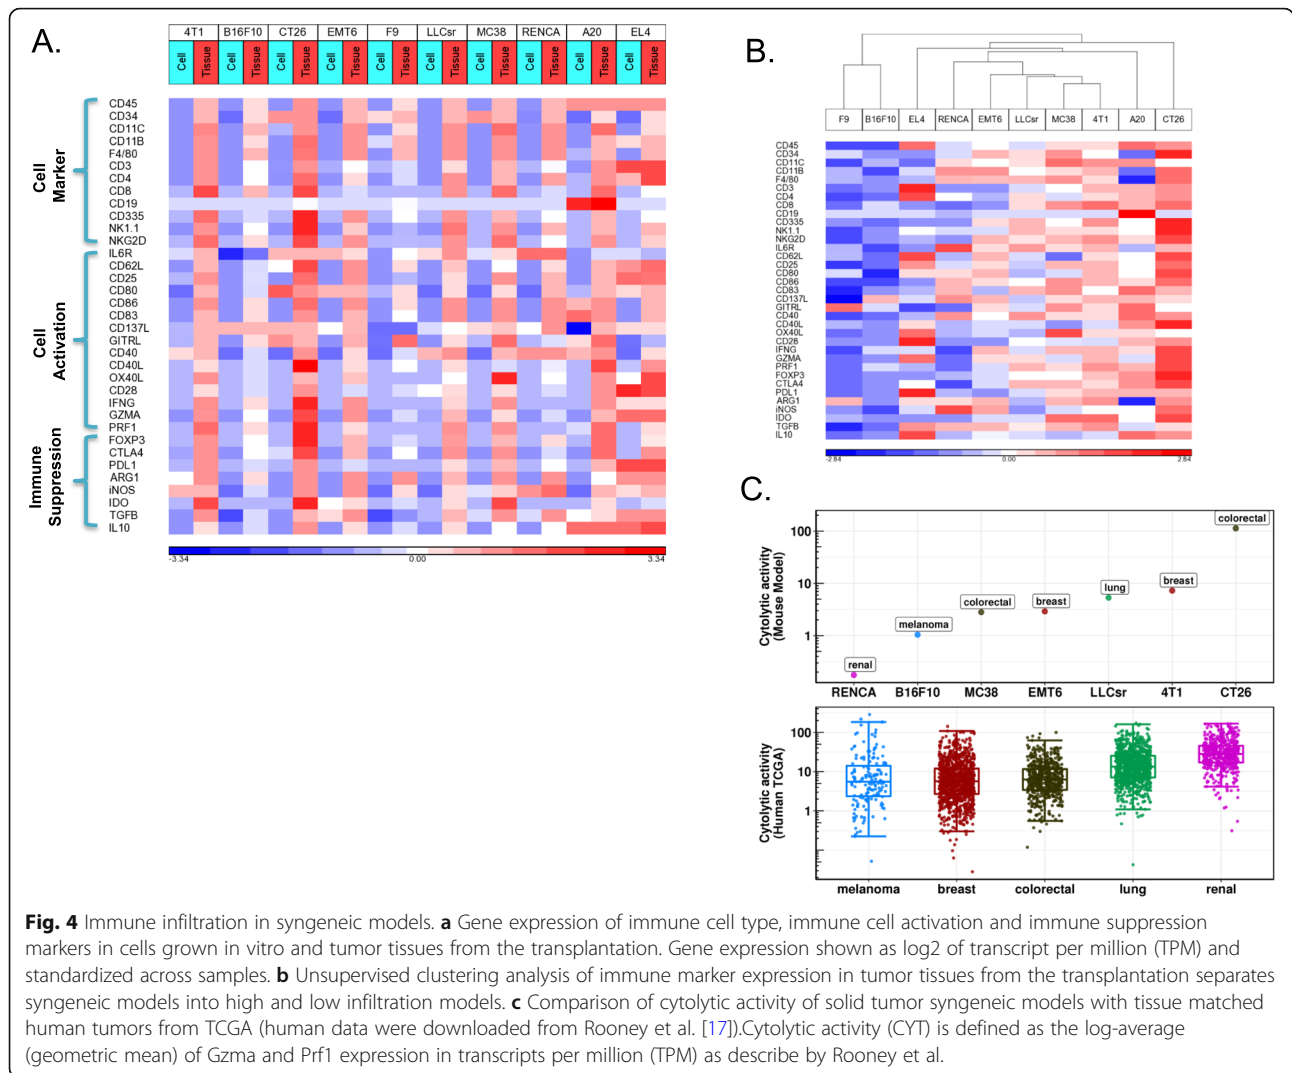 A.
4T1 B16F10 CT26 EMT6 F9 LLCsr MC38 RENCA A20 EL4
Cell Tissue Cell Tissue Cell Tissue Cell Tissue Cell Tissue Cell Tissue Cell Tissue Cell Tissue Cell Tissue Cell Tissue
Cell
Marker
CD45
CD34
CD11C
CD11B
F4/80
CD3
CD4
CD8
CD19
CD335
NK1.1
NKG2D
Cell
Activation
IL6R
CD62L
CD25
CD80
CD86
CD83
CD137L
GITRL
CD40
CD40L
OX40L
CD28
IFNG
GZMA
PRF1
Immune
Suppression
FOXP3
CTLA4
PDL1
ARG1
iNOS
IDO
TGFB
IL10
-3.34 0.00 3.34
B.
F9 B16F10 EL4 RENCA EMT6 LLCsr MC38 4T1 A20 CT26
CD45
CD34
CD11C
CD11B
F4/80
CD3
CD4
CD8
CD19
CD335
NK1.1
NKG2D
IL6R
CD62L
CD25
CD80
CD86
CD83
CD137L
GITRL
CD40
CD40L
OX40L
CD28
IFNG
GZMA
PRF1
FOXP3
CTLA4
PDL1
ARG1
iNOS
IDO
TGFB
IL10
-2.84 0.00 2.84
C.
Cytolytic activity
(Mouse Model)
100
10
1
renal
melanoma
colorectal
breast
lung
breast
colorectal
RENCA B16F10 MC38 EMT6 LLCsr 4T1 CT26
Cytolytic activity
(Human TCGA)
100
10
1
melanoma breast colorectal lung renal
Fig. 4 Immune infiltration in syngeneic models. a Gene expression of immune cell type, immune cell activation and immune suppression
markers in cells grown in vitro and tumor tissues from the transplantation. Gene expression shown as log2 of transcript per million (TPM) and
standardized across samples. b Unsupervised clustering analysis of immune marker expression in tumor tissues from the transplantation separates
syngeneic models into high and low infiltration models. c Comparison of cytolytic activity of solid tumor syngeneic models with tissue matched
human tumors from TCGA (human data were downloaded from Rooney et al. [17]).Cytolytic activity (CYT) is defined as the log-average
(geometric mean) of Gzma and Prf1 expression in transcripts per million (TPM) as describe by Rooney et al.